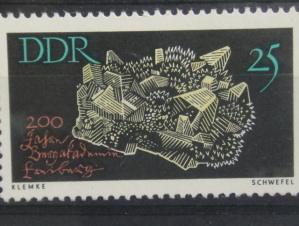 DDR 25
200
Jahre
Bergakademie
Freiberg
KLEMKE SCHWEFEL